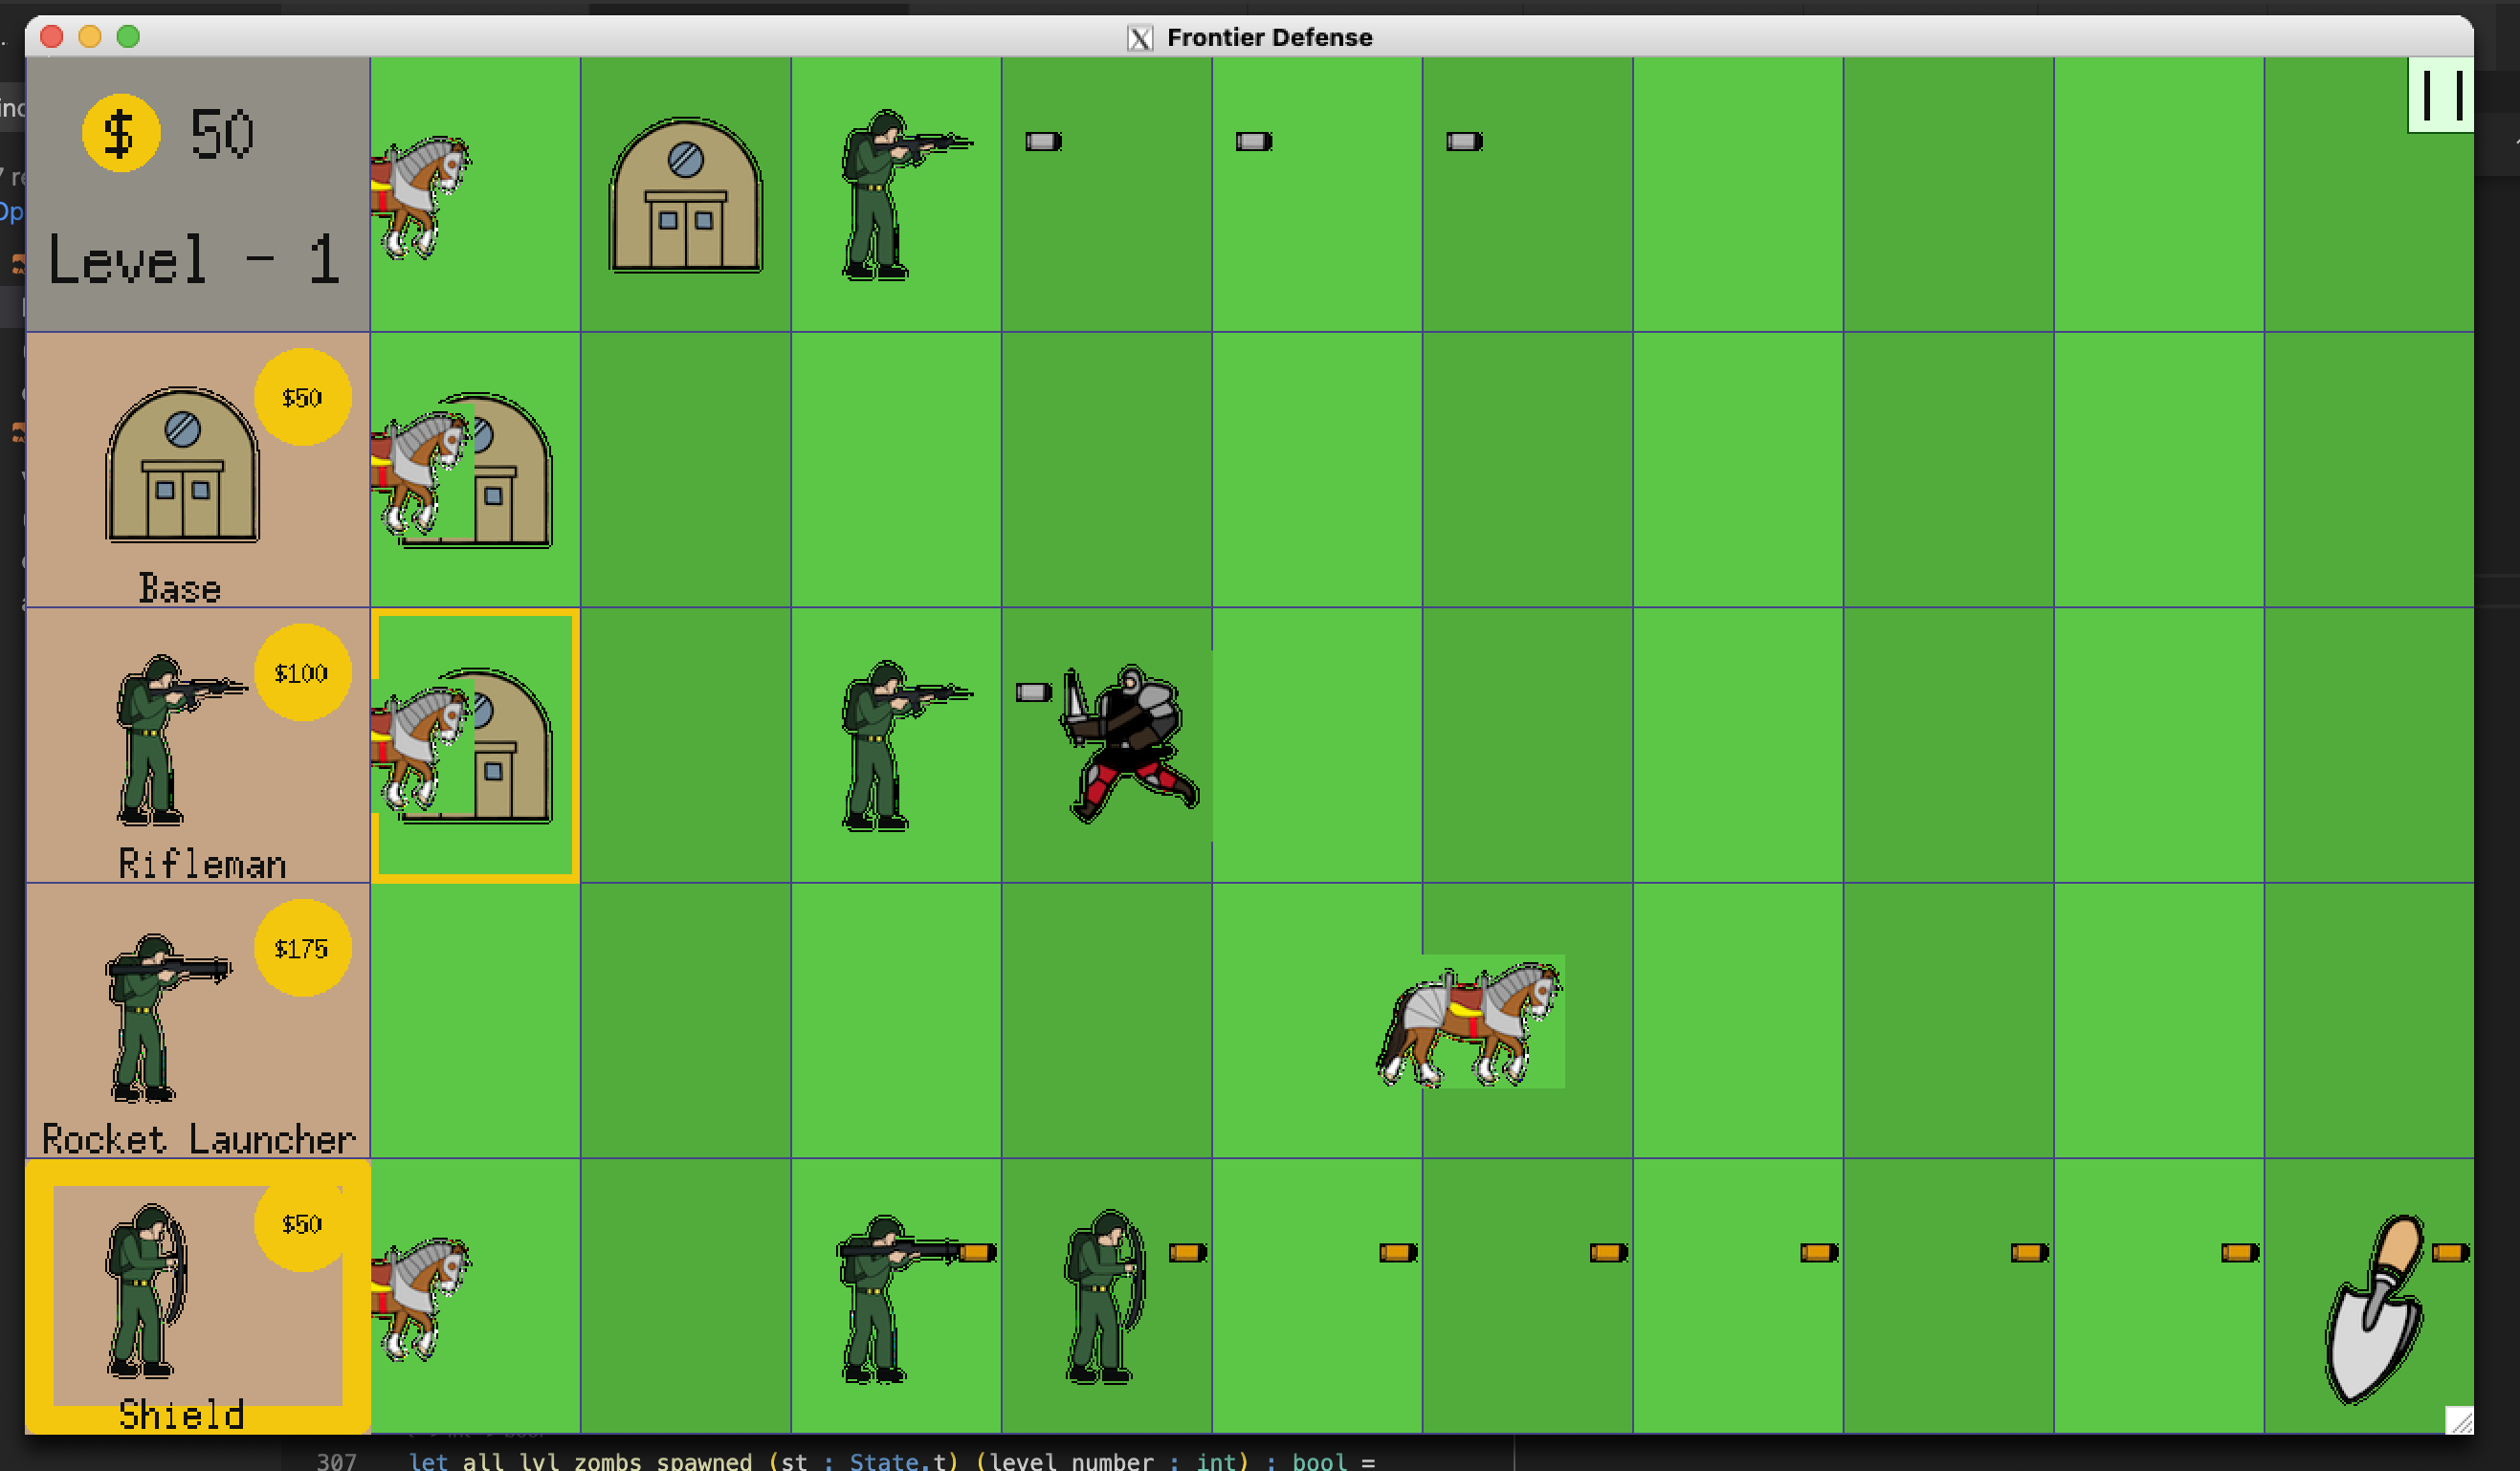 Frontier Defense
$ 50
Level - 1
$50
Base
$100
Rifleman
$175
Rocket Launcher
$50
Shield
307 let all_lvl_zombs_spawned (st : State.t) (level_number : int) : bool =